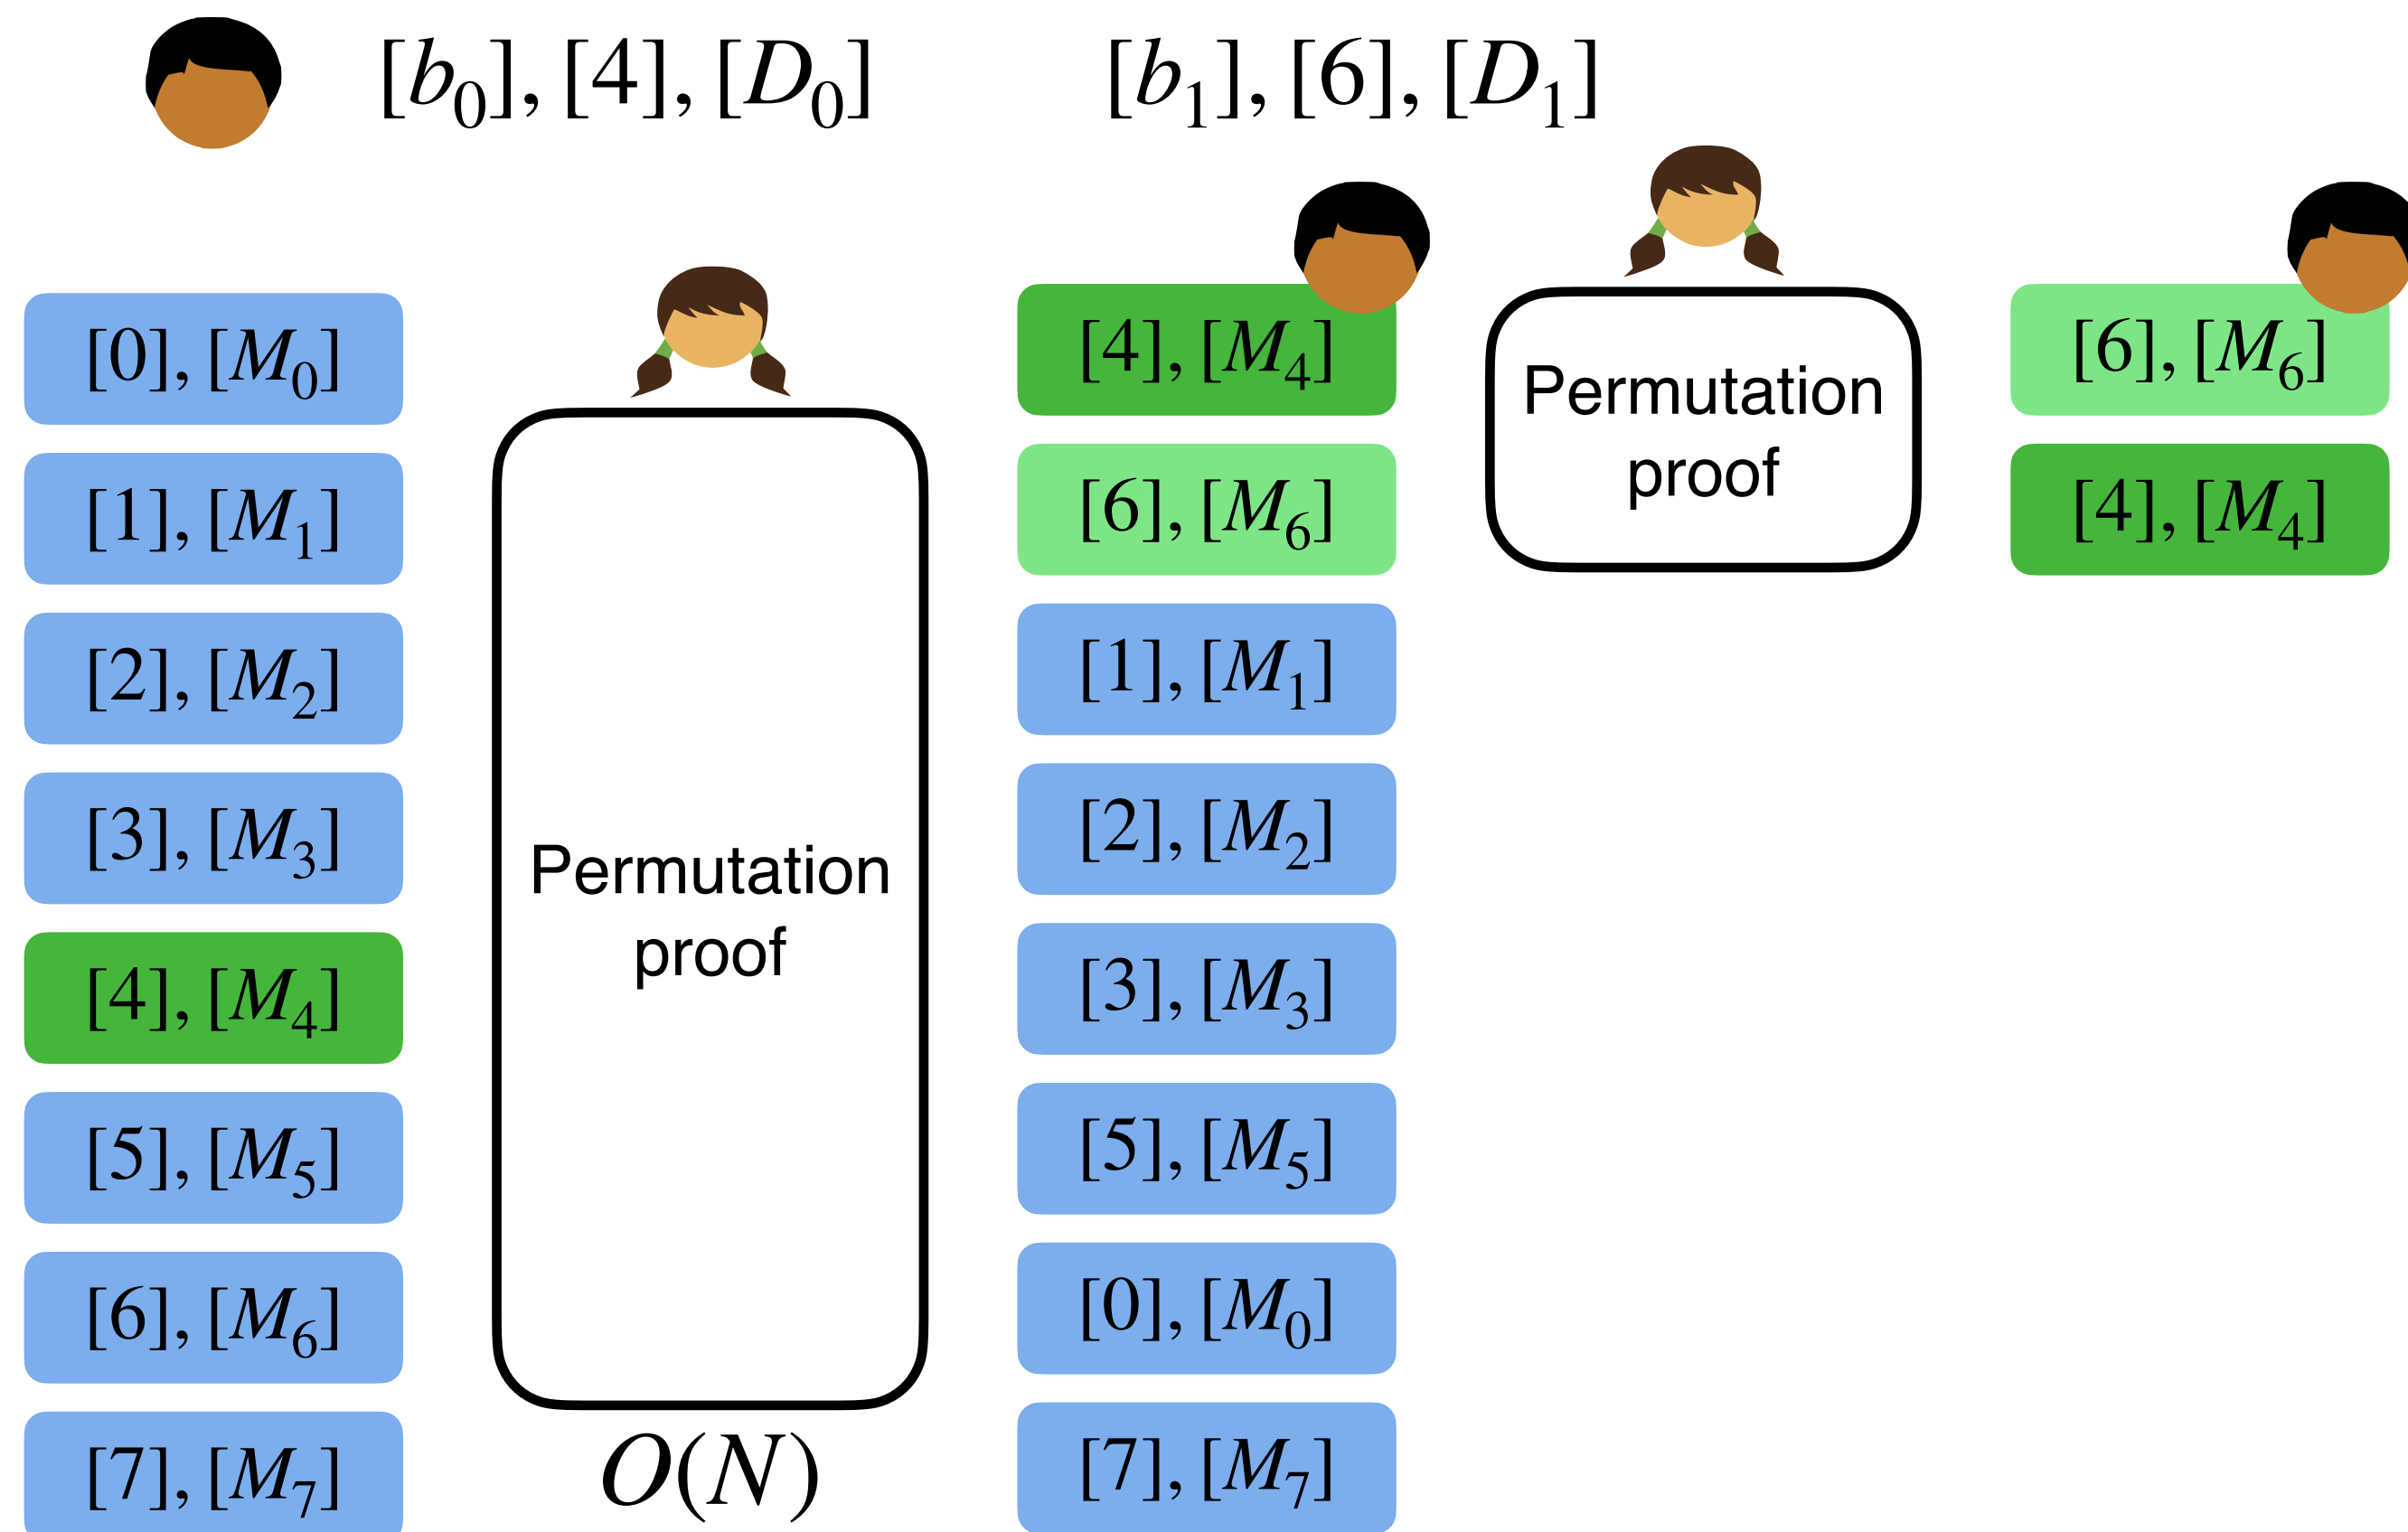 [b₀], [4], [D₀]
[b₁], [6], [D₁]
[0], [M₀]
[1], [M₁]
[2], [M₂]
[3], [M₃]
[4], [M₄]
[5], [M₅]
[6], [M₆]
[7], [M₇]
Permutation
proof
O(N)
[4], [M₄]
[6], [M₆]
[1], [M₁]
[2], [M₂]
[3], [M₃]
[5], [M₅]
[0], [M₀]
[7], [M₇]
Permutation
proof
[6], [M₆]
[4], [M₄]